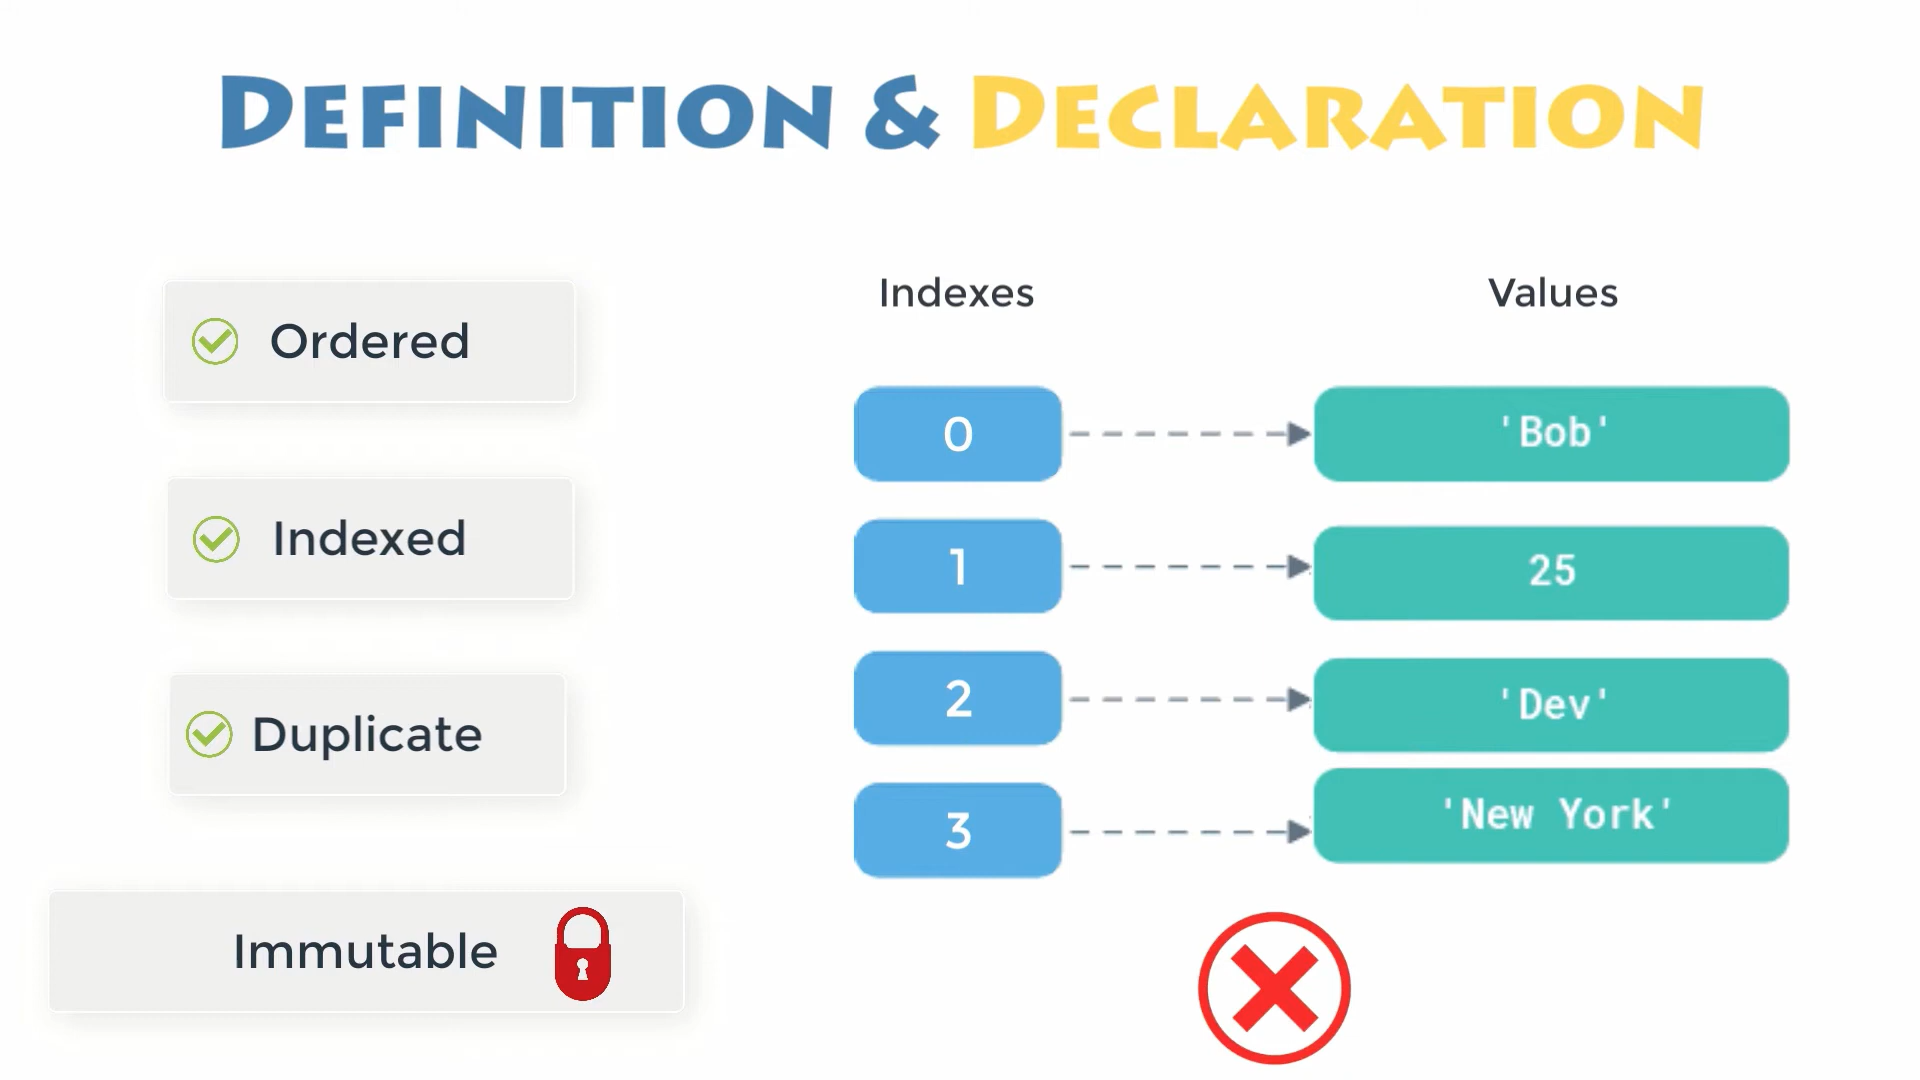 DEFINITION & DECLARATION
Ordered
Indexed
Duplicate
Immutable
Indexes Values
0 'Bob'
1 25
2 'Dev'
3 'New York'